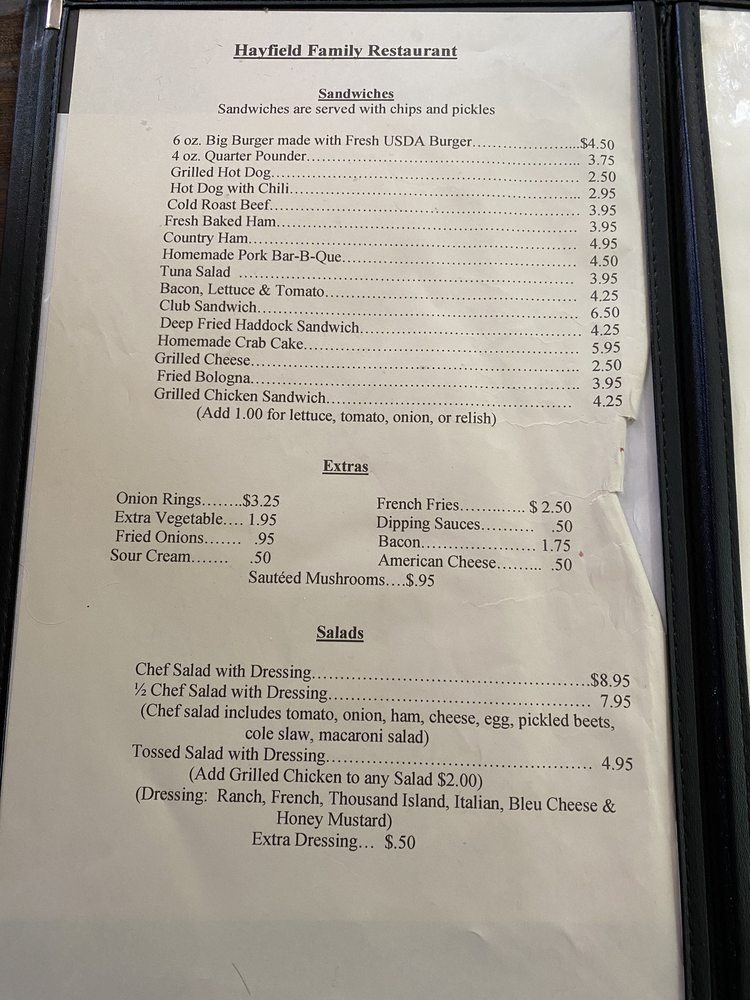 Hayfield Family Restaurant
Sandwiches
Sandwiches are served with chips and pickles
6 oz. Big Burger made with Fresh USDA Burger........................$4.50
4 oz. Quarter Pounder............................................................ 3.75
Grilled Hot Dog.................................................................... 2.50
Hot Dog with Chili................................................................ 2.95
Cold Roast Beef.................................................................... 3.95
Fresh Baked Ham.................................................................. 3.95
Country Ham........................................................................ 4.95
Homemade Pork Bar-B-Que.................................................... 4.50
Tuna Salad .......................................................................... 3.95
Bacon, Lettuce & Tomato....................................................... 4.25
Club Sandwich...................................................................... 6.50
Deep Fried Haddock Sandwich................................................ 4.25
Homemade Crab Cake............................................................ 5.95
Grilled Cheese...................................................................... 2.50
Fried Bologna....................................................................... 3.95
Grilled Chicken Sandwich....................................................... 4.25
(Add 1.00 for lettuce, tomato, onion, or relish)
Extras
Onion Rings........$3.25 French Fries............. $ 2.50
Extra Vegetable.... 1.95 Dipping Sauces.......... .50
Fried Onions....... .95 Bacon...................... 1.75
Sour Cream....... .50 American Cheese......... .50
Sautéed Mushrooms....$.95
Salads
Chef Salad with Dressing.......................................................$8.95
½ Chef Salad with Dressing.................................................... 7.95
(Chef salad includes tomato, onion, ham, cheese, egg, pickled beets,
cole slaw, macaroni salad)
Tossed Salad with Dressing.................................................... 4.95
(Add Grilled Chicken to any Salad $2.00)
(Dressing: Ranch, French, Thousand Island, Italian, Bleu Cheese &
Honey Mustard)
Extra Dressing... $.50